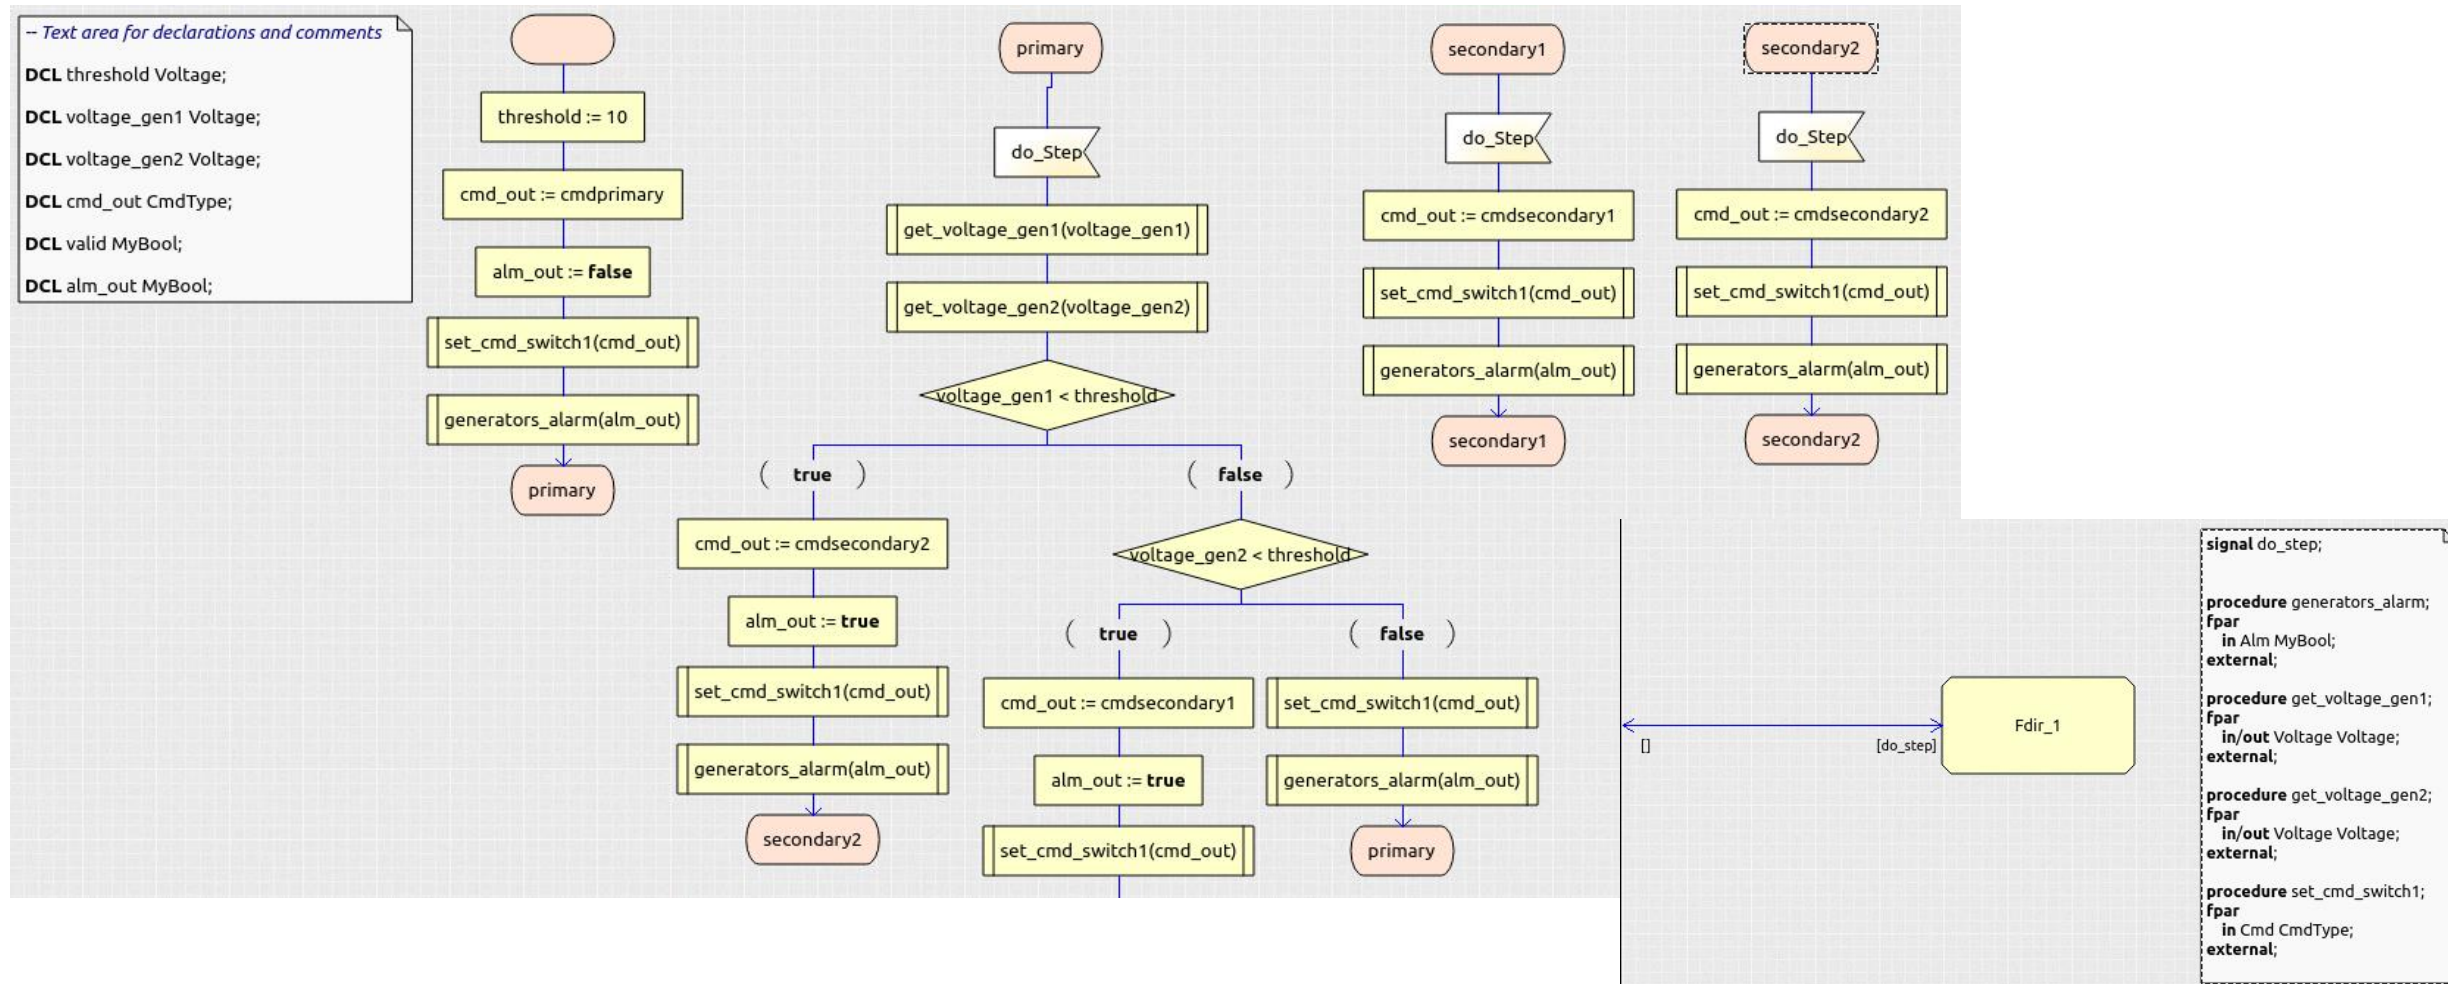 -- Text area for declarations and comments
DCL threshold Voltage;
DCL voltage_gen1 Voltage;
DCL voltage_gen2 Voltage;
DCL cmd_out CmdType;
DCL valid MyBool;
DCL alm_out MyBool;
threshold := 10
cmd_out := cmdprimary
alm_out := false
set_cmd_switch1(cmd_out)
generators_alarm(alm_out)
primary
primary
do_Step
get_voltage_gen1(voltage_gen1)
get_voltage_gen2(voltage_gen2)
voltage_gen1 < threshold
( true )
( false )
cmd_out := cmdsecondary2
alm_out := true
set_cmd_switch1(cmd_out)
generators_alarm(alm_out)
secondary2
voltage_gen2 < threshold
( true )
( false )
cmd_out := cmdsecondary1
alm_out := true
set_cmd_switch1(cmd_out)
set_cmd_switch1(cmd_out)
generators_alarm(alm_out)
primary
secondary1
do_Step
cmd_out := cmdsecondary1
set_cmd_switch1(cmd_out)
generators_alarm(alm_out)
secondary1
secondary2
do_Step
cmd_out := cmdsecondary2
set_cmd_switch1(cmd_out)
generators_alarm(alm_out)
secondary2
[]
[do_step]
Fdir_1
signal do_step;
procedure generators_alarm;
fpar
in Alm MyBool;
external;
procedure get_voltage_gen1;
fpar
in/out Voltage Voltage;
external;
procedure get_voltage_gen2;
fpar
in/out Voltage Voltage;
external;
procedure set_cmd_switch1;
fpar
in Cmd CmdType;
external;